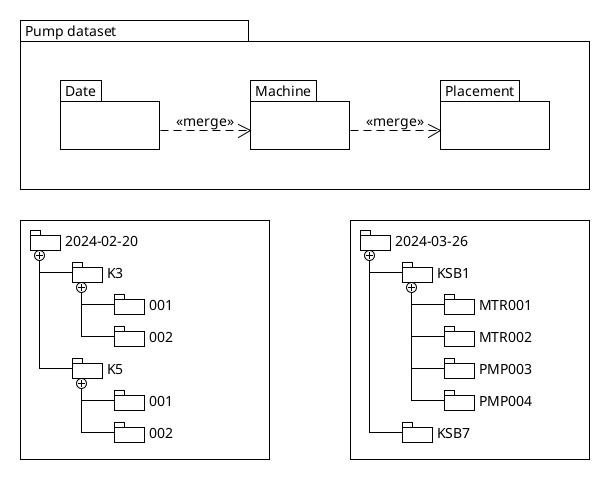 Pump dataset
Date
Machine
Placement
«merge»
«merge»
2024-02-20
K3
001
002
K5
001
002
2024-03-26
KSB1
MTR001
MTR002
PMP003
PMP004
KSB7